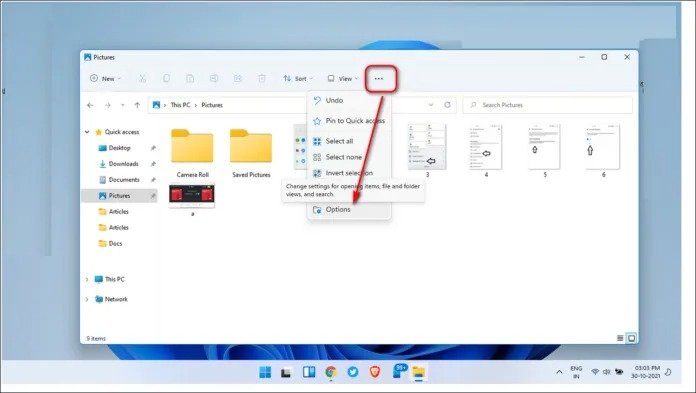 Pictures
New
Sort
View
This PC
Pictures
Search Pictures
Undo
Pin to Quick access
Select all
Select none
Invert selection
Change settings for opening items, file and folder
views, and search.
Options
Quick access
Desktop
Downloads
Documents
Pictures
Articles
Articles
Docs
This PC
Network
Camera Roll
Saved Pictures
3
4
5
6
a
9 items
99+
ENG
IN
03:03 PM
30-10-2021